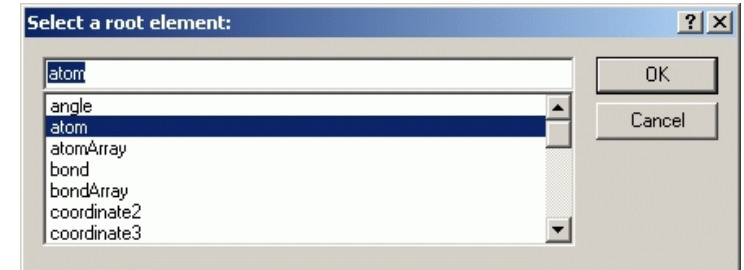 Select a root element:
atom
OK
angle
atom
Cancel
atomArray
bond
bondArray
coordinate2
coordinate3